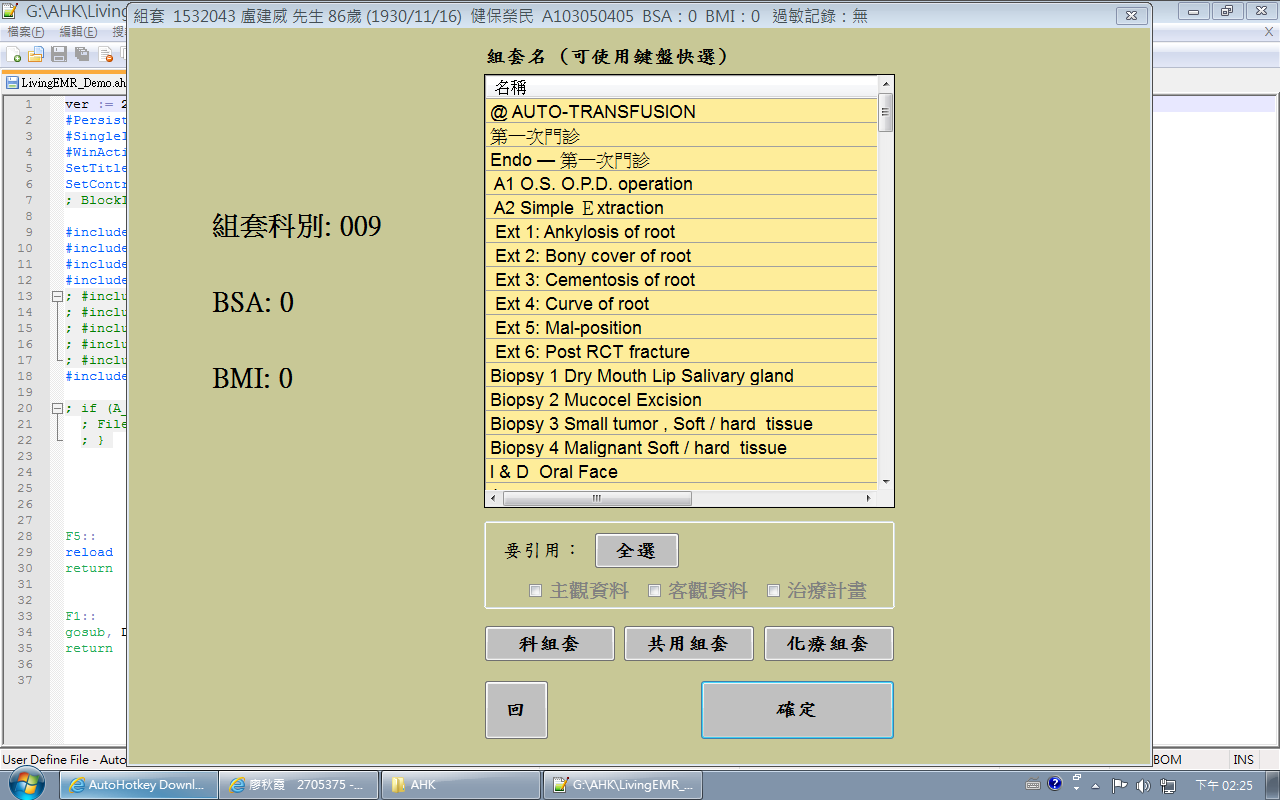 G:\AHK\Living
組套 1532043 盧建威 先生 86歲 (1930/11/16) 健保榮民 A103050405 BSA：0 BMI：0 過敏記錄：無
檔案(F) 編輯(E) 搜
X
LivingEMR_Demo.ah
組套名（可使用鍵盤快選）
名稱
@ AUTO-TRANSFUSION
第一次門診
Endo — 第一次門診
A1 O.S. O.P.D. operation
A2 Simple Ｅxtraction
Ext 1: Ankylosis of root
Ext 2: Bony cover of root
Ext 3: Cementosis of root
Ext 4: Curve of root
Ext 5: Mal-position
Ext 6: Post RCT fracture
Biopsy 1 Dry Mouth Lip Salivary gland
Biopsy 2 Mucocel Excision
Biopsy 3 Small tumor , Soft / hard tissue
Biopsy 4 Malignant Soft / hard tissue
I & D Oral Face
組套科別: 009
BSA: 0
BMI: 0
要引用： 全選
主觀資料 客觀資料 治療計畫
科組套 共用組套 化療組套
回 確定
1 ver := 2
2 #Persist
3 #SingleI
4 #WinActi
5 SetTitle
6 SetContr
7 ; BlockI
8
9 #include
10 #include
11 #include
12 #include
13 ; #inclu
14 ; #inclu
15 ; #inclu
16 ; #inclu
17 ; #inclu
18 #include
19
20 ; if (A_
21 ; File
22 ; }
23
24
25
26
27
28 F5::
29 reload
30 return
31
32
33 F1::
34 gosub, D
35 return
36
37
User Define File - Auto
BOM INS
AutoHotkey Downl... 廖秋霞 2705375 -... AHK G:\AHK\LivingEMR_... 下午 02:25